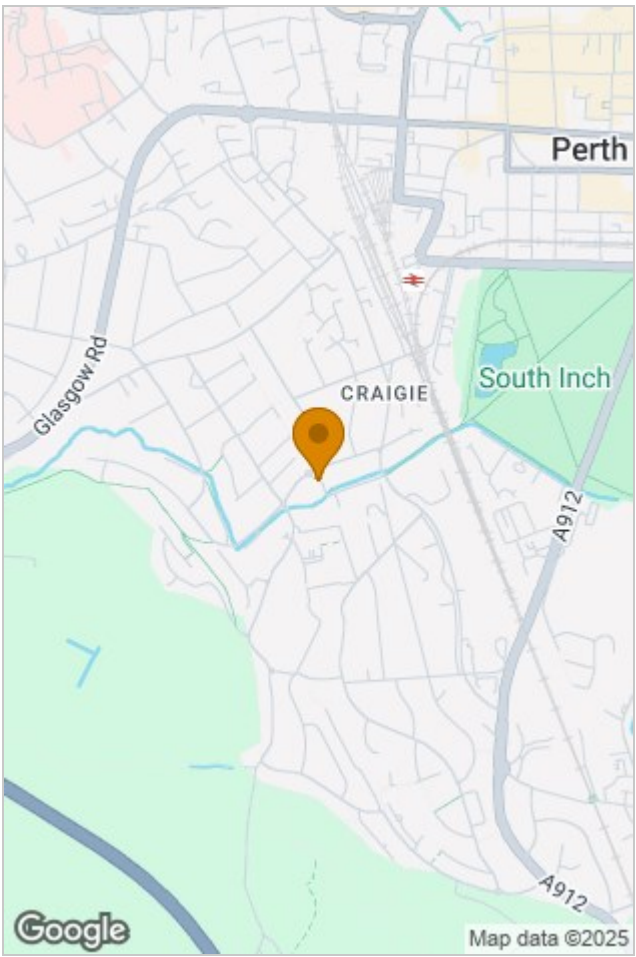 Perth
Glasgow Rd
South Inch
CRAIGIE
A912
A912
Google
Map data ©2025